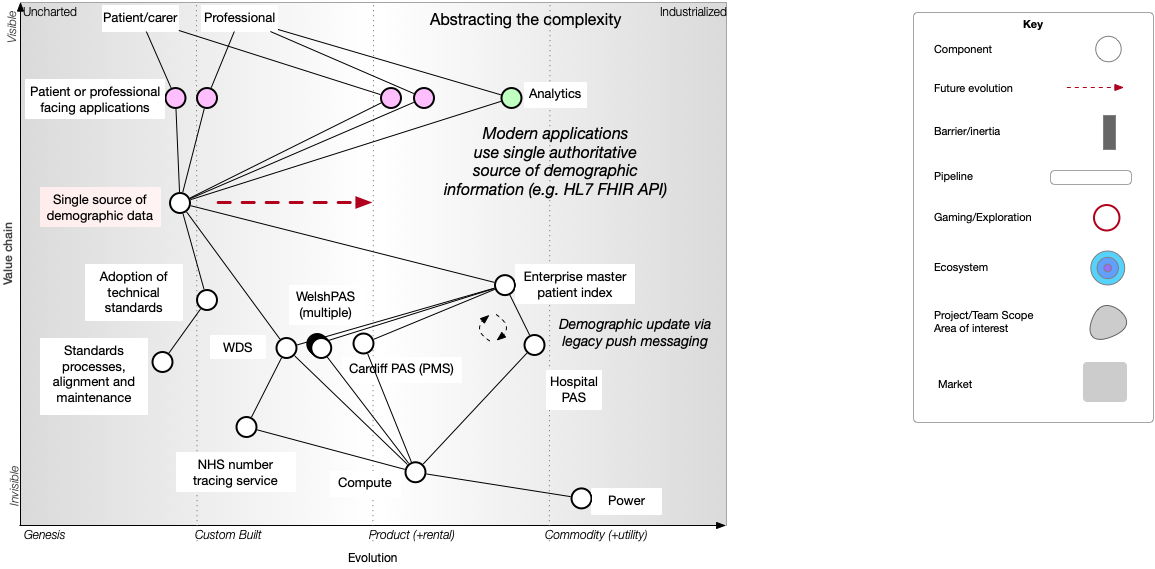 Uncharted
Industrialized
Abstracting the complexity
Visible
Patient/carer
Professional
Patient or professional
facing applications
Analytics
Modern applications
use single authoritative
source of demographic
information (e.g. HL7 FHIR API)
Single source of
demographic data
Value chain
Adoption of
technical
standards
Enterprise master
patient index
WelshPAS
(multiple)
Demographic update via
legacy push messaging
WDS
Standards
processes,
alignment and
maintenance
Cardiff PAS (PMS)
Hospital
PAS
NHS number
tracing service
Compute
Power
Invisible
Genesis
Custom Built
Product (+rental)
Commodity (+utility)
Evolution
Key
Component
Future evolution
Barrier/inertia
Pipeline
Gaming/Exploration
Ecosystem
Project/Team Scope
Area of interest
Market